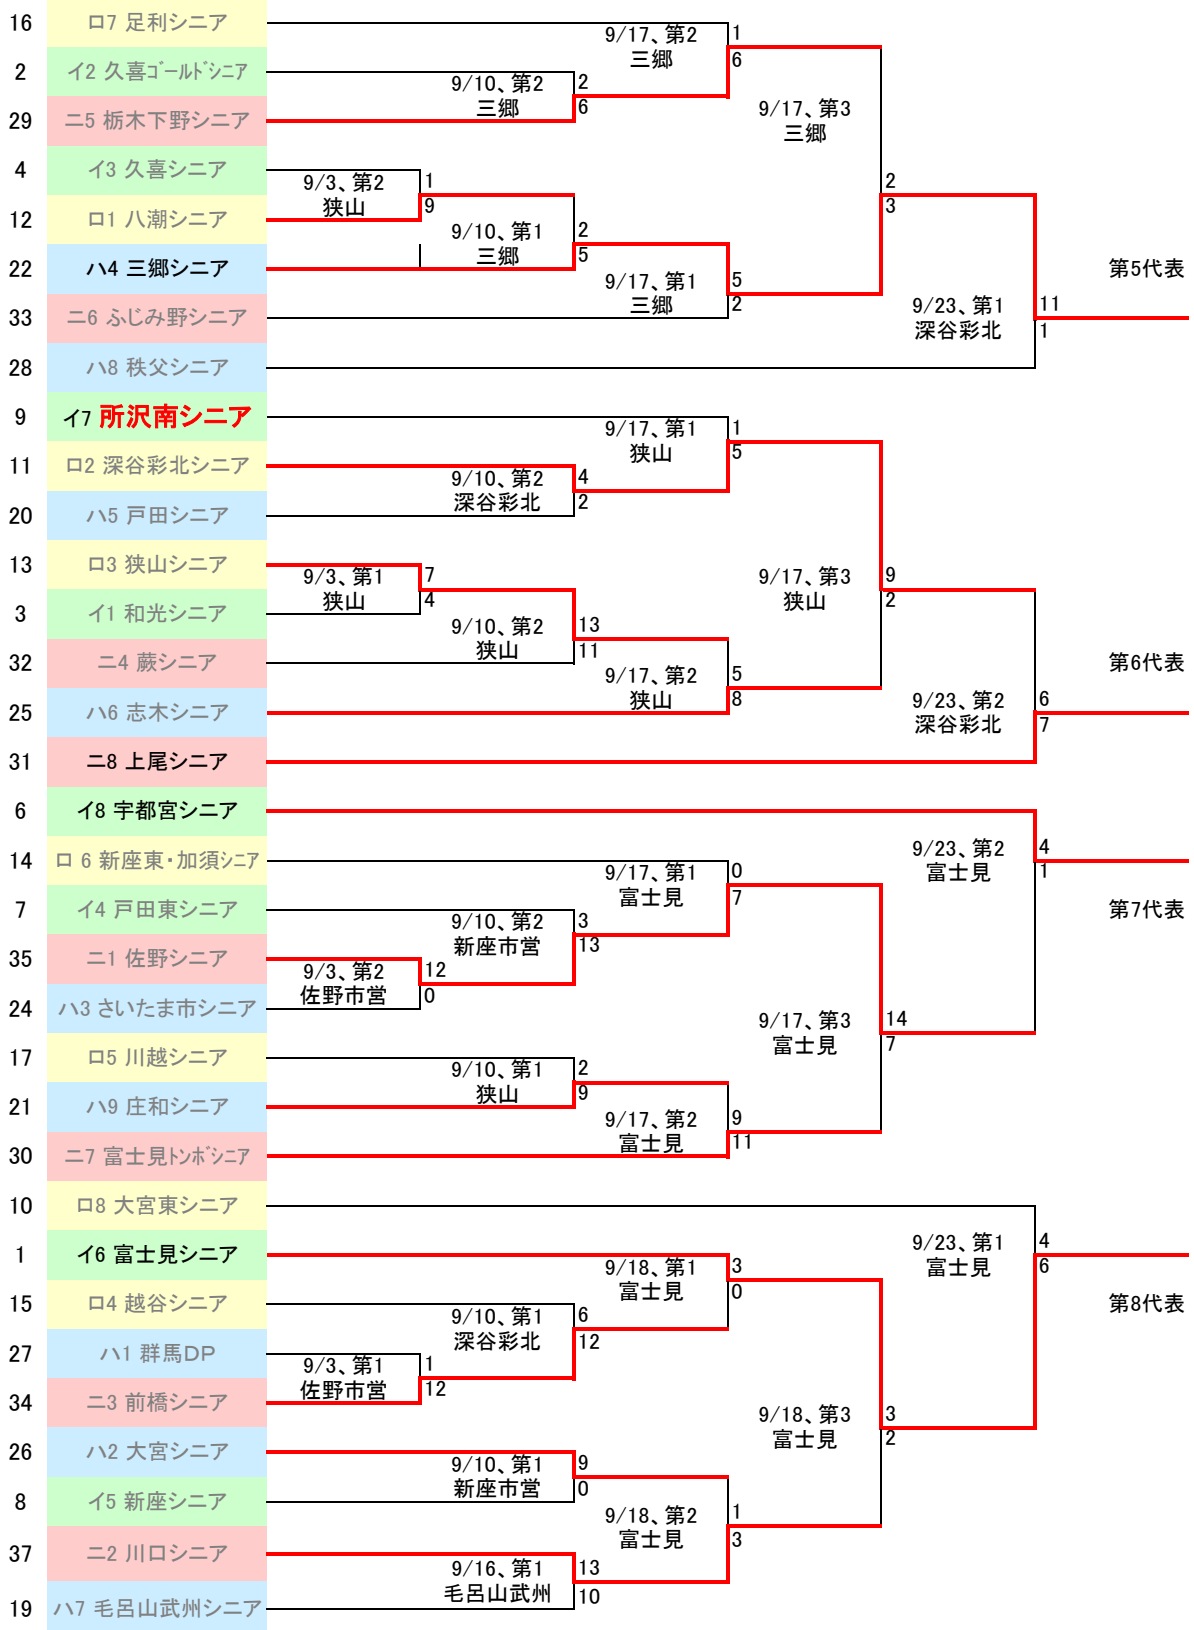 16 ロ7 足利シニア
9/17、第2 1
三郷 6
2 イ2 久喜ゴールドシニア
9/10、第2 2
三郷 6
29 ニ5 栃木下野シニア
9/17、第3
三郷
4 イ3 久喜シニア
9/3、第2 1
狭山 9
2
3
12 ロ1 八潮シニア
9/10、第1 2
三郷 5
22 ハ4 三郷シニア
第5代表
9/17、第1 5
三郷 2
33 ニ6 ふじみ野シニア
9/23、第1 11
深谷彩北 1
28 ハ8 秩父シニア
9 イ7 所沢南シニア
9/17、第1 1
狭山 5
11 ロ2 深谷彩北シニア
9/10、第2 4
深谷彩北 2
20 ハ5 戸田シニア
13 ロ3 狭山シニア
9/3、第1 7
狭山 4
9/17、第3 9
狭山 2
3 イ1 和光シニア
9/10、第2 13
狭山 11
32 ニ4 蕨シニア
第6代表
9/17、第2 5
狭山 8
25 ハ6 志木シニア
9/23、第2 6
深谷彩北 7
31 ニ8 上尾シニア
6 イ8 宇都宮シニア
9/23、第2 4
富士見 1
14 ロ 6 新座東・加須シニア
9/17、第1 0
富士見 7
7 イ4 戸田東シニア
第7代表
9/10、第2 3
新座市営 13
35 ニ1 佐野シニア
9/3、第2 12
佐野市営 0
24 ハ3 さいたま市シニア
9/17、第3 14
富士見 7
17 ロ5 川越シニア
9/10、第1 2
狭山 9
21 ハ9 庄和シニア
9/17、第2 9
富士見 11
30 ニ7 富士見トンボシニア
10 ロ8 大宮東シニア
9/23、第1 4
富士見 6
1 イ6 富士見シニア
9/18、第1 3
富士見 0
15 ロ4 越谷シニア
第8代表
9/10、第1 6
深谷彩北 12
27 ハ1 群馬DP
9/3、第1 1
佐野市営 12
34 ニ3 前橋シニア
9/18、第3 3
富士見 2
26 ハ2 大宮シニア
9/10、第1 9
新座市営 0
8 イ5 新座シニア
9/18、第2 1
富士見 3
37 ニ2 川口シニア
9/16、第1 13
毛呂山武州 10
19 ハ7 毛呂山武州シニア